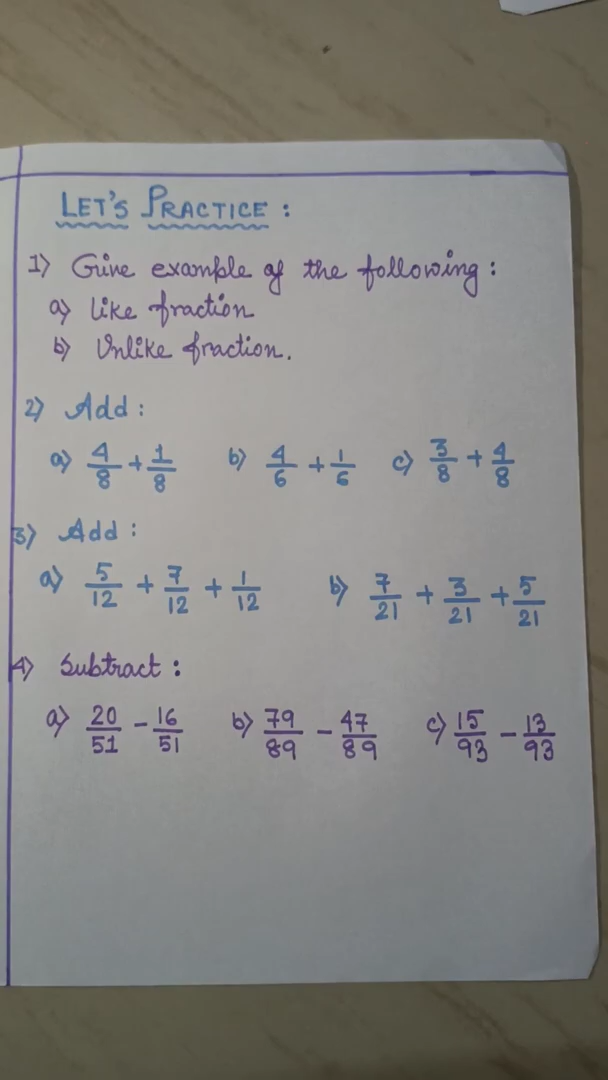 LET'S PRACTICE :
1) Give example of the following :
a) Like fraction
b) Unlike fraction.
2) Add :
a) 4/8 + 1/8 b) 4/6 + 1/6 c) 3/8 + 4/8
3) Add :
a) 5/12 + 7/12 + 1/12 b) 7/21 + 3/21 + 5/21
4) Subtract :
a) 20/51 - 16/51 b) 79/89 - 47/89 c) 15/93 - 13/93